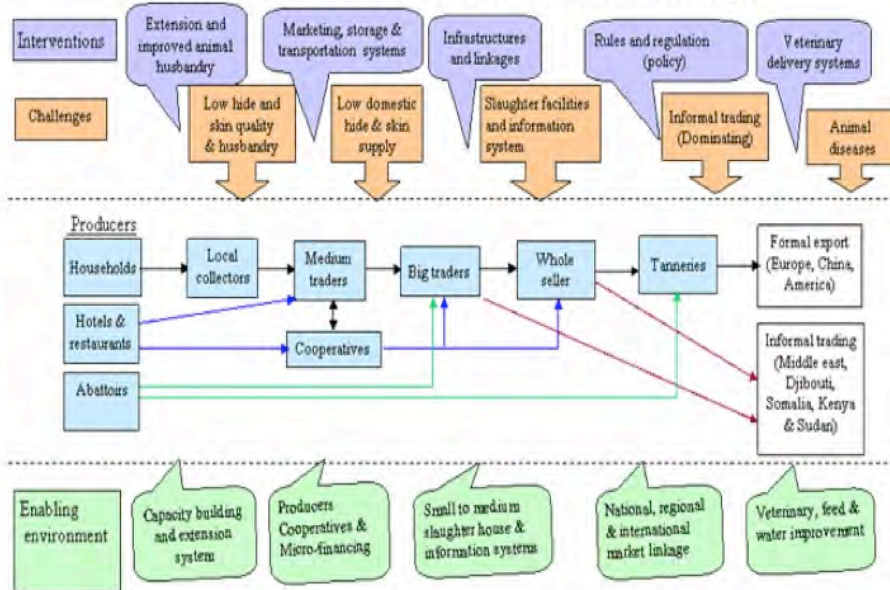 Interventions
Extension and
improved animal
husbandry
Marketing, storage &
transportation systems
Infrastructures
and linkages
Rules and regulation
(policy)
Veterinary
delivery systems
Challenges
Low hide and
skin quality
& husbandry
Low domestic
hide & skin
supply
Slaughter facilities
and information
system
Informal trading
(Dominating)
Animal
diseases
Producers
Households
Local
collectors
Medium
traders
Big traders
Whole
seller
Tanneries
Formal export
(Europe, China,
America)
Hotels &
restaurants
Cooperatives
Abattoirs
Informal trading
(Middle east,
Djibouti,
Somalia, Kenya
& Sudan)
Enabling
environment
Capacity building
and extension
system
Producers
Cooperatives &
Micro-financing
Small to medium
slaughter house &
information systems
National, regional
& international
market linkage
Veterinary, feed &
water improvement